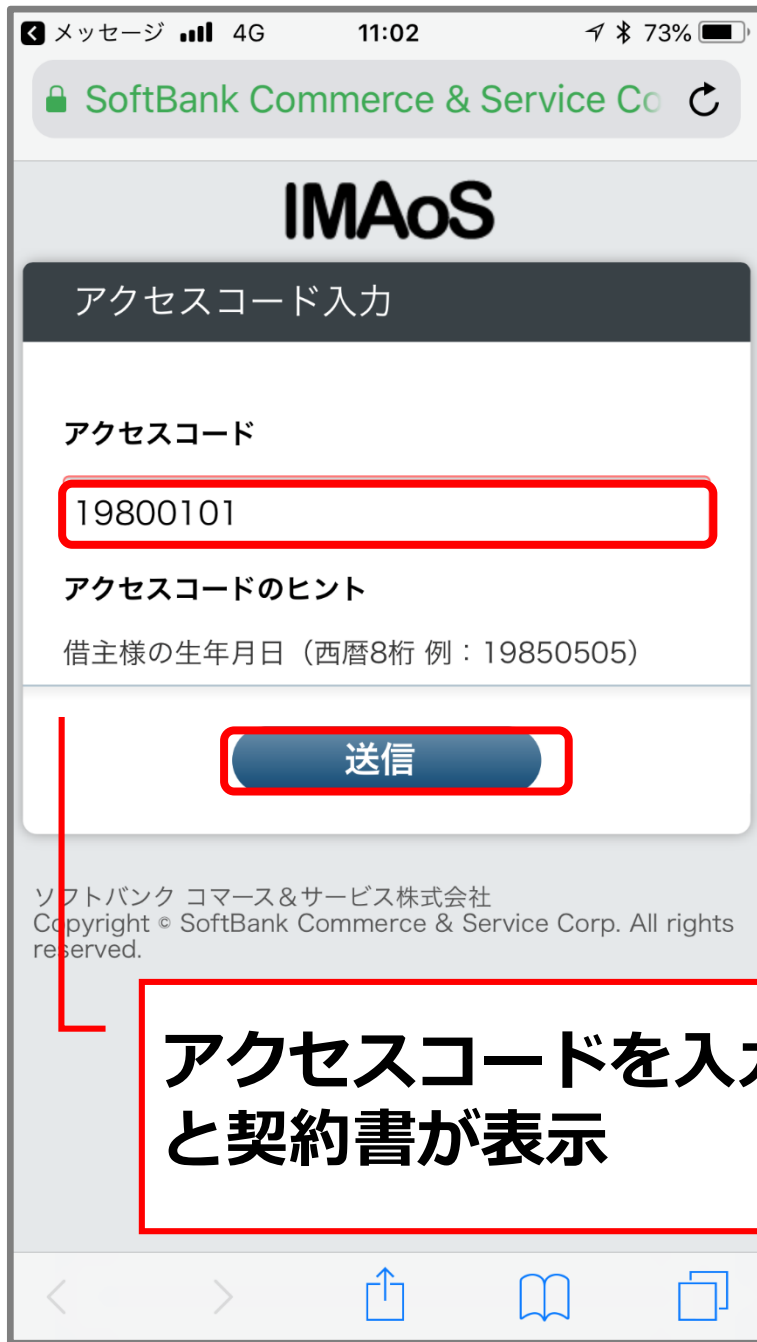 メッセージ 4G 11:02 73%
SoftBank Commerce & Service Co
IMAoS
アクセスコード入力
アクセスコード
19800101
アクセスコードのヒント
借主様の生年月日（西暦8桁 例：19850505）
送信
ソフトバンク コマース＆サービス株式会社
Copyright © SoftBank Commerce & Service Corp. All rights
reserved.
アクセスコードを入力
と契約書が表示